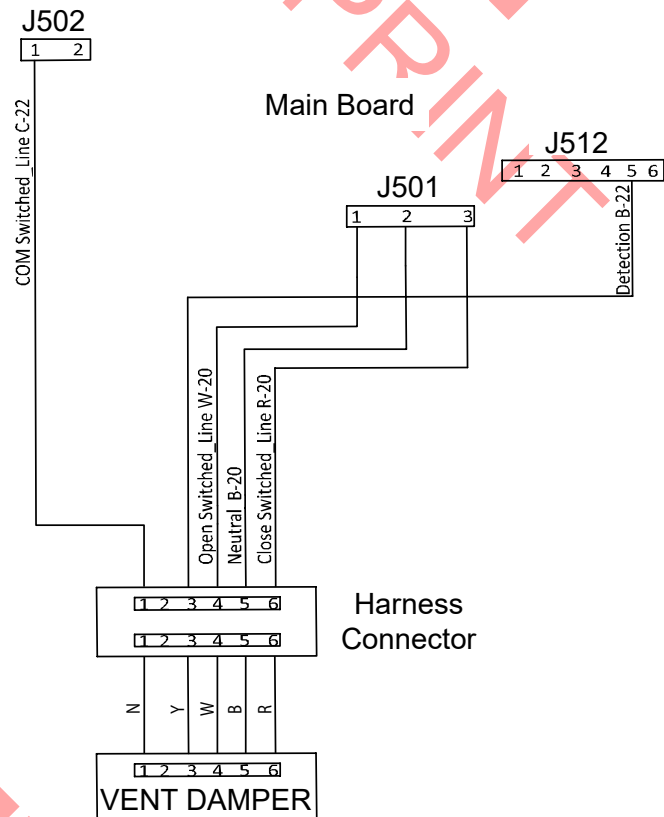 J502
1 2
COM Switched_Line C-22
PRINT
Main Board
J512
1 2 3 4 5 6
J501
1 2 3
Detection B-22
Open Switched_Line W-20
Neutral B-20
Close Switched_Line R-20
1 2 3 4 5 6
1 2 3 4 5 6
Harness
Connector
N
Y
W
B
R
1 2 3 4 5 6
VENT DAMPER